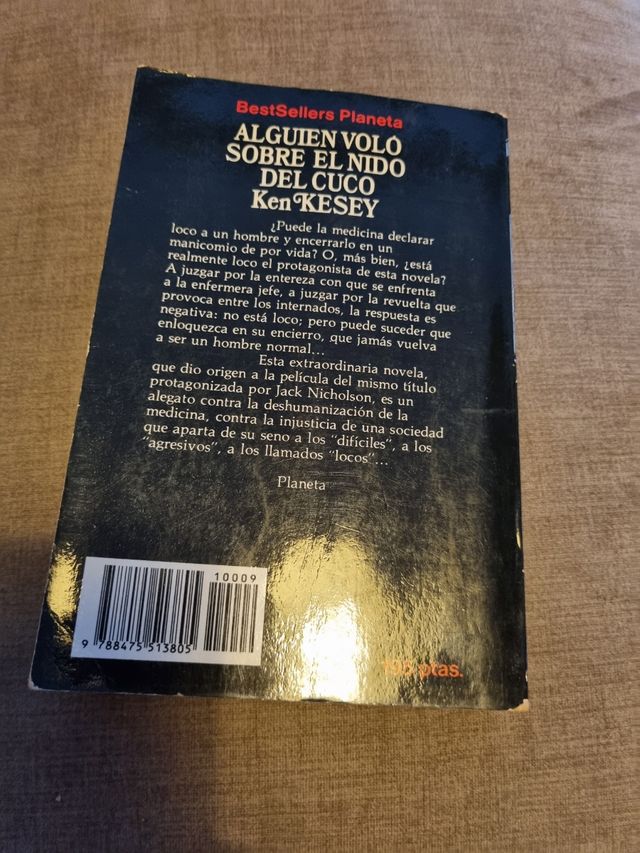 BestSellers Planeta
ALGUIEN VOLÓ
SOBRE EL NIDO
DEL CUCO
Ken KESEY
¿Puede la medicina declarar
loco a un hombre y encerrarlo en un
manicomio de por vida? O, más bien, ¿está
realmente loco el protagonista de esta novela?
A juzgar por la entereza con que se enfrenta
a la enfermera jefe, a juzgar por la revuelta que
provoca entre los internados, la respuesta es
negativa: no está loco; pero puede suceder que
enloquezca en su encierro, que jamás vuelva
a ser un hombre normal...
Esta extraordinaria novela,
que dio origen a la película del mismo título
protagonizada por Jack Nicholson, es un
alegato contra la deshumanización de la
medicina, contra la injusticia de una sociedad
que aparta de su seno a los "difíciles", a los
"agresivos", a los llamados "locos"...
Planeta
10009
9 788475 513805
ptas.